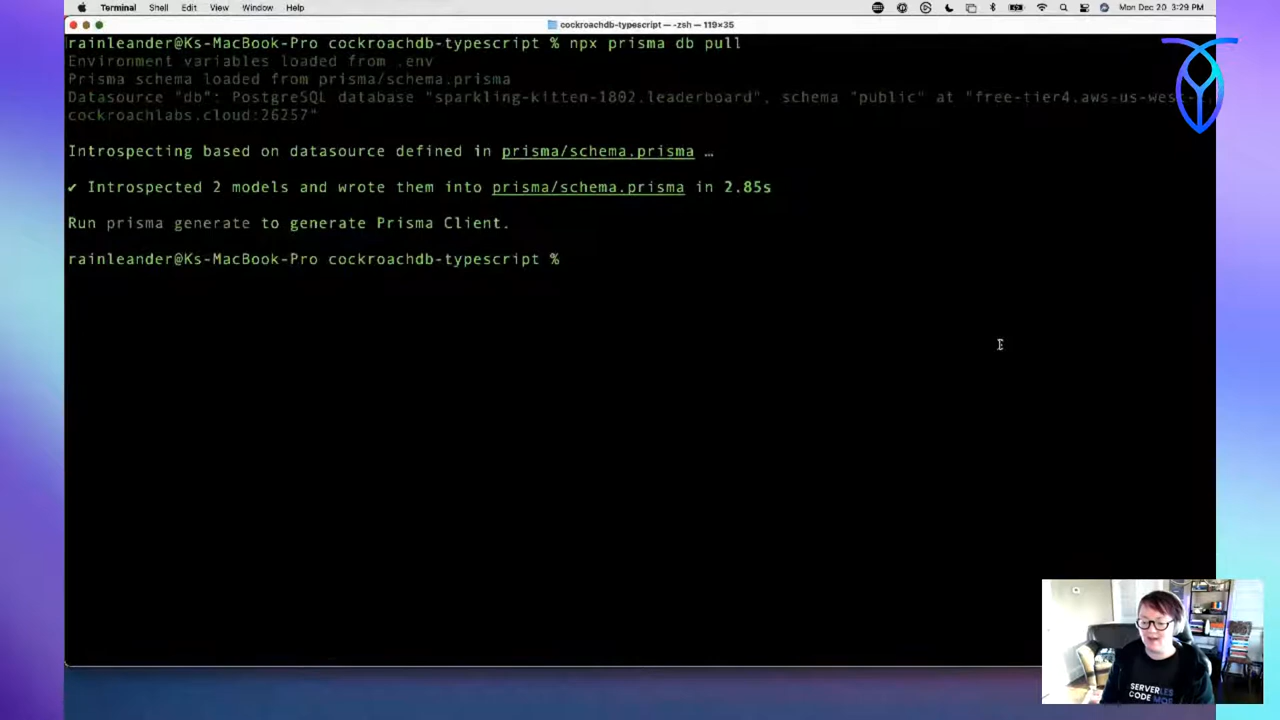 Terminal Shell Edit View Window Help Mon Dec 20 3:29 PM
cockroachdb-typescript — -zsh — 119×35
rainleander@Ks-MacBook-Pro cockroachdb-typescript % npx prisma db pull
Environment variables loaded from .env
Prisma schema loaded from prisma/schema.prisma
Datasource "db": PostgreSQL database "sparkling-kitten-1802.leaderboard", schema "public" at "free-tier4.aws-us-west-
cockroachlabs.cloud:26257"
Introspecting based on datasource defined in prisma/schema.prisma …
✔ Introspected 2 models and wrote them into prisma/schema.prisma in 2.85s
Run prisma generate to generate Prisma Client.
rainleander@Ks-MacBook-Pro cockroachdb-typescript %
SERVERLES
CODE